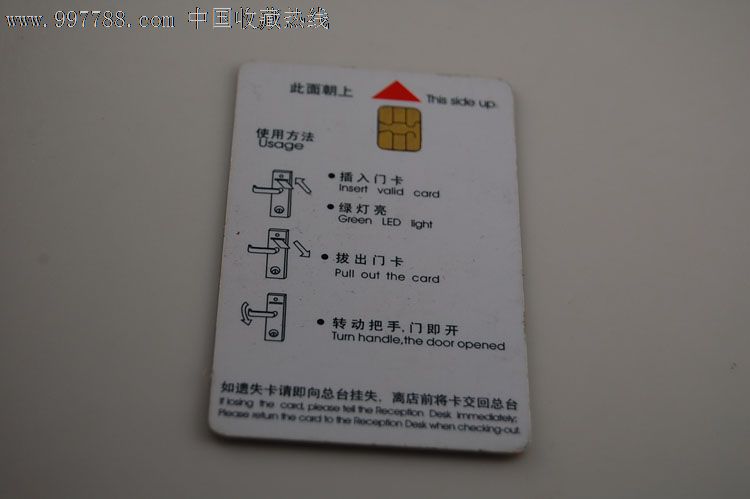 www.997788.com 中国收藏热线
此面朝上
This side up.
使用方法
Usage
• 插入门卡
Insert valid card
• 绿灯亮
Green LED light
• 拔出门卡
Pull out the card
• 转动把手,门即开
Turn handle,the door opened
如遗失卡请即向总台挂失，离店前将卡交回总台
If losing the card, please tell the Reception Desk immediately;
Please return the card to the Reception Desk when checking-out.